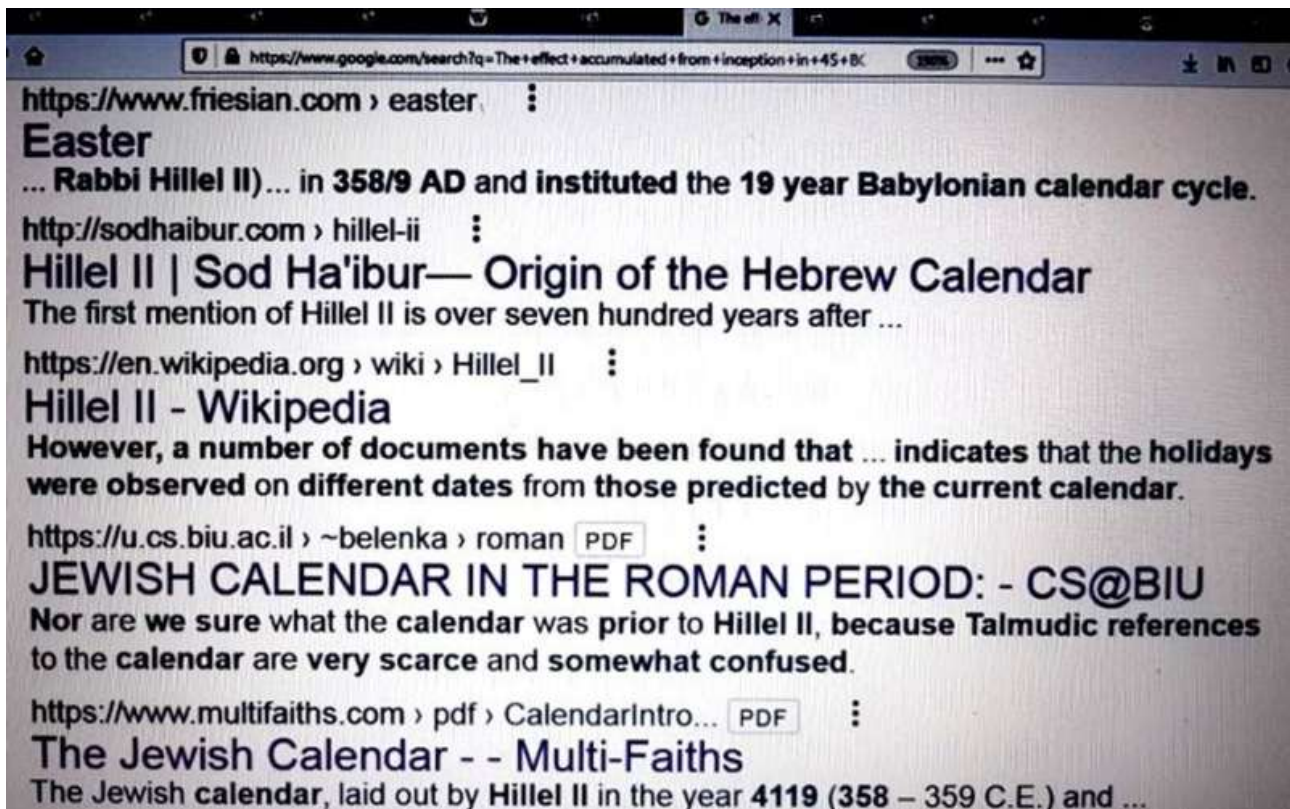 G The eff X
https://www.google.com/search?q=The+effect+accumulated+from+inception+in+45+BC
https://www.friesian.com › easter
Easter
... Rabbi Hillel II)... in 358/9 AD and instituted the 19 year Babylonian calendar cycle.
http://sodhaibur.com › hillel-ii
Hillel II | Sod Ha'ibur— Origin of the Hebrew Calendar
The first mention of Hillel II is over seven hundred years after ...
https://en.wikipedia.org › wiki › Hillel_II
Hillel II - Wikipedia
However, a number of documents have been found that ... indicates that the holidays
were observed on different dates from those predicted by the current calendar.
https://u.cs.biu.ac.il › ~belenka › roman PDF
JEWISH CALENDAR IN THE ROMAN PERIOD: - CS@BIU
Nor are we sure what the calendar was prior to Hillel II, because Talmudic references
to the calendar are very scarce and somewhat confused.
https://www.multifaiths.com › pdf › CalendarIntro... PDF
The Jewish Calendar - - Multi-Faiths
The Jewish calendar, laid out by Hillel II in the year 4119 (358 – 359 C.E.) and ...